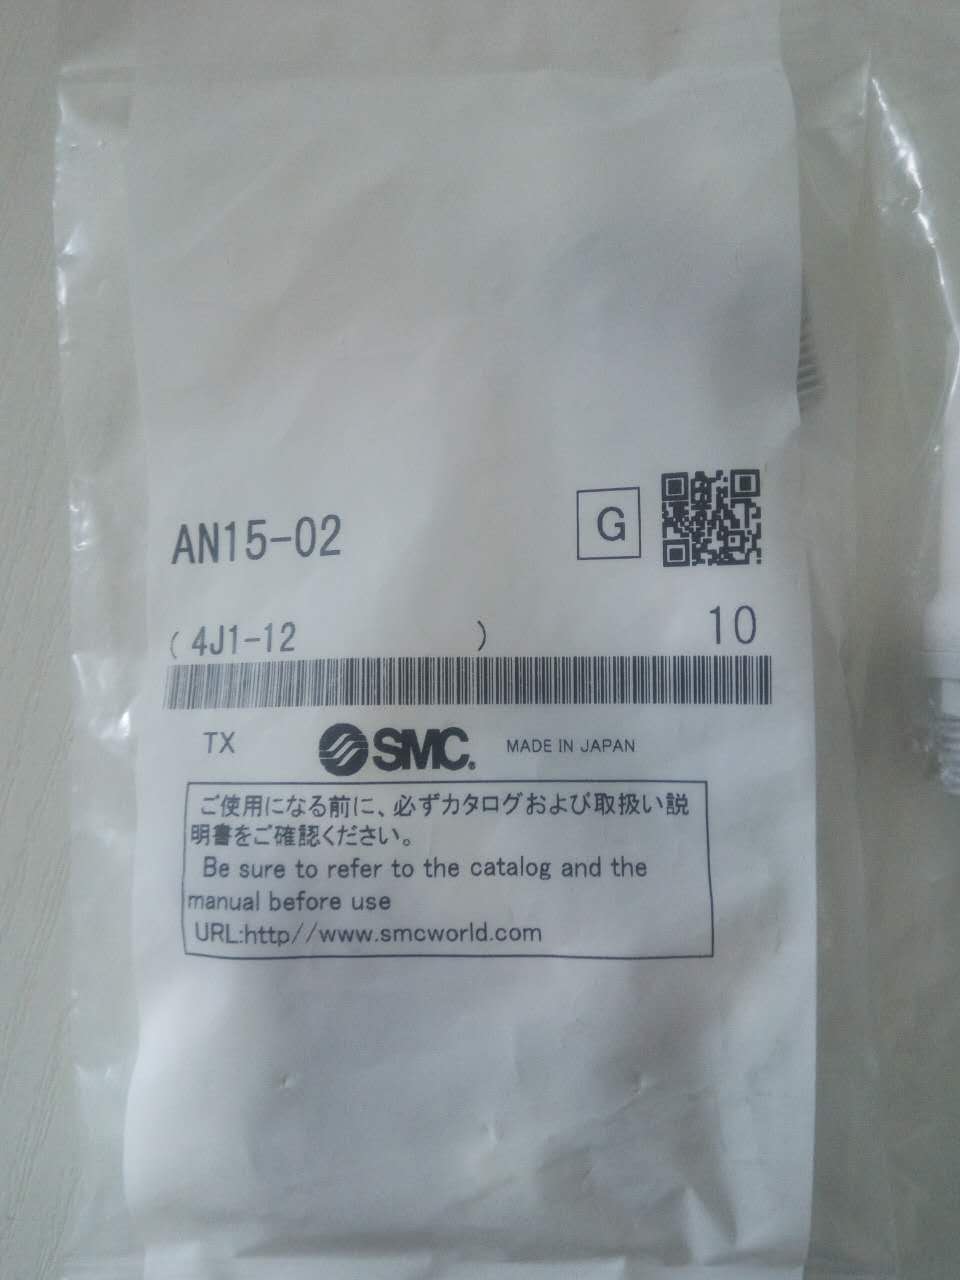 AN15-02
G
( 4J1-12 )
10
TX
SMC.
MADE IN JAPAN
ご使用になる前に、必ずカタログおよび取扱い説
明書をご確認ください。
Be sure to refer to the catalog and the
manual before use
URL:http//www.smcworld.com